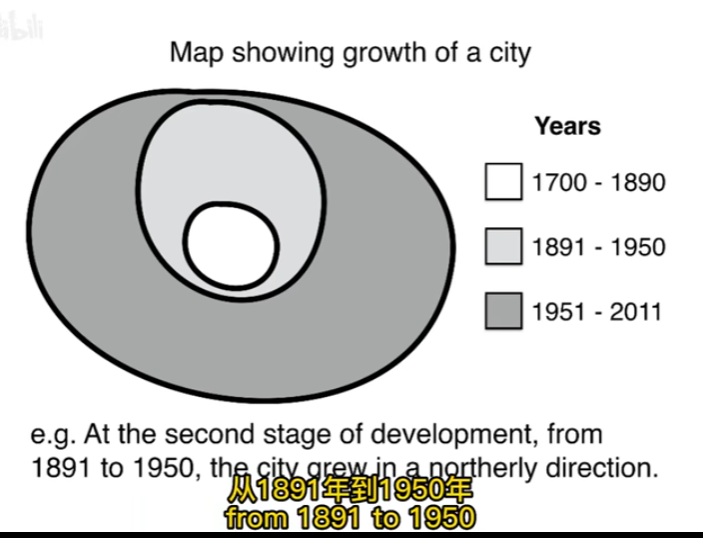 Map showing growth of a city
Years
1700 - 1890
1891 - 1950
1951 - 2011
e.g. At the second stage of development, from
1891 to 1950, the city grew in a northerly direction.
从1891年到1950年
from 1891 to 1950